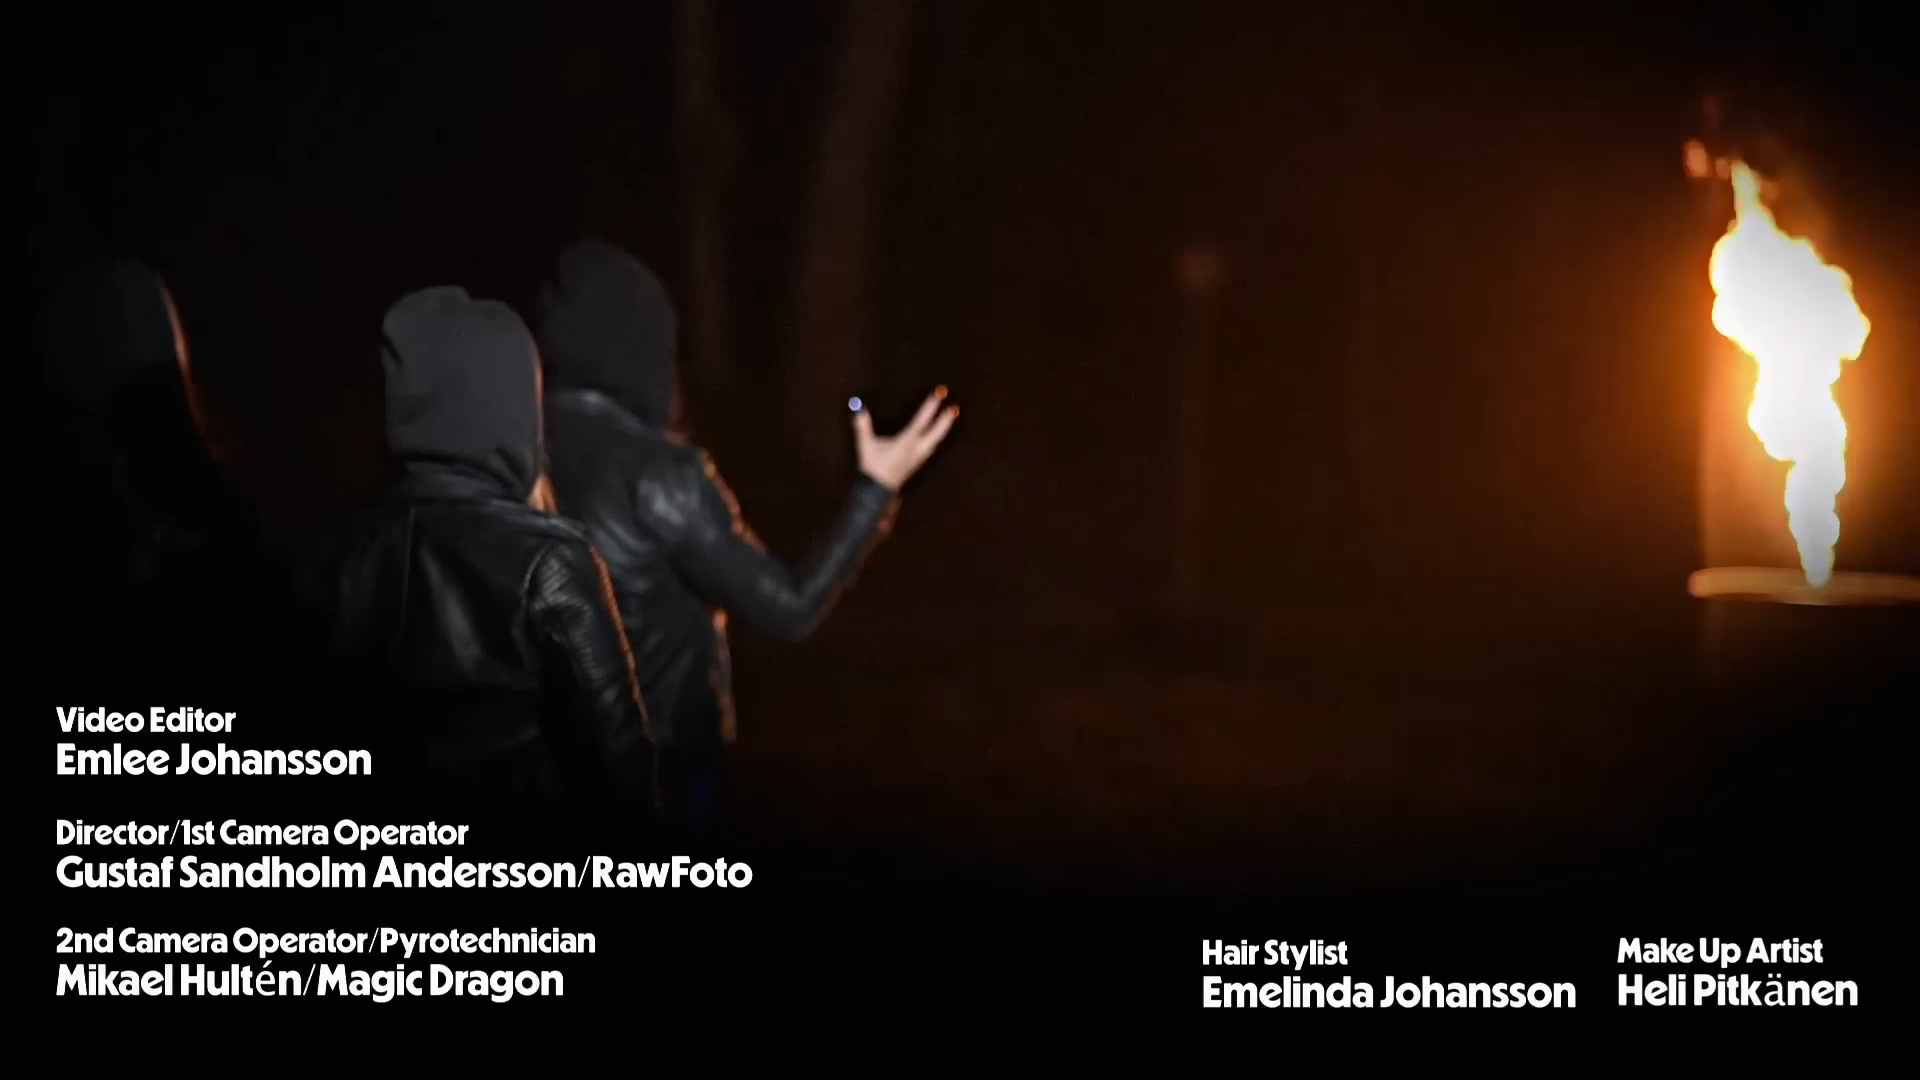 Video Editor
Emlee Johansson
Director/1st Camera Operator
Gustaf Sandholm Andersson/RawFoto
2nd Camera Operator/Pyrotechnician
Mikael Hultén/Magic Dragon
Hair Stylist
Emelinda Johansson
Make Up Artist
Heli Pitkänen